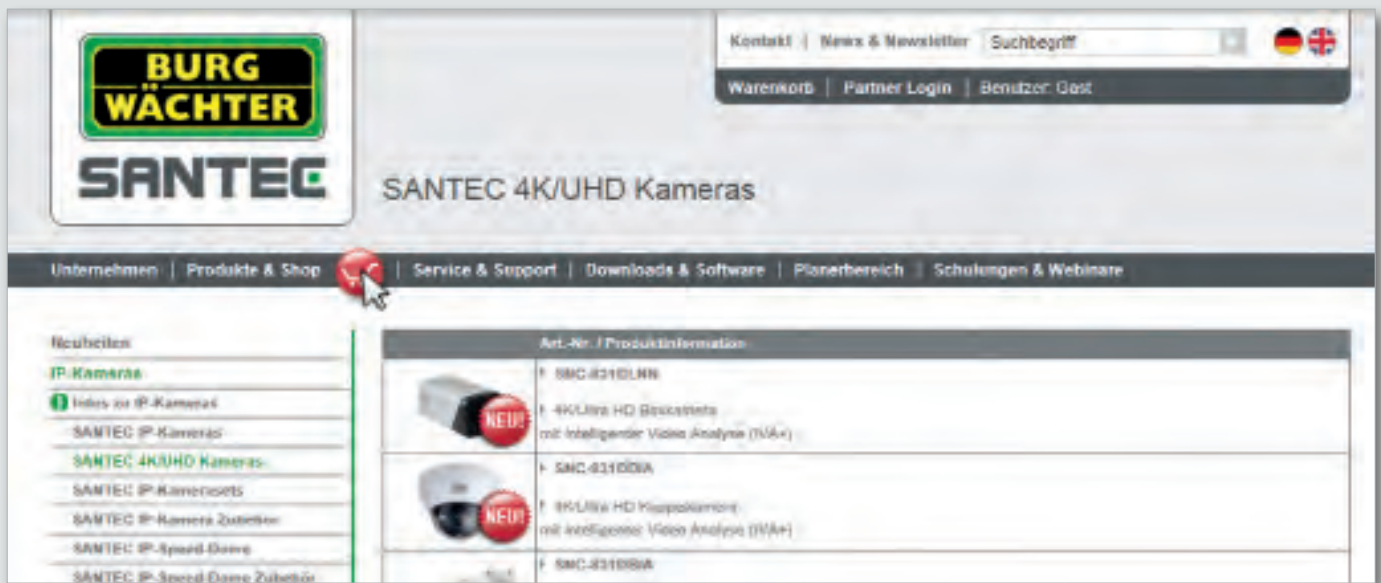 BURG
WÄCHTER
SANTEC
Kontakt | News & Newsletter Suchbegriff
Warenkorb | Partner Login | Benutzer: Gast
SANTEC 4K/UHD Kameras
Unternehmen | Produkte & Shop | Service & Support | Downloads & Software | Planerbereich | Schulungen & Webinare
Neuheiten
IP-Kameras
Infos zu IP-Kameras
SANTEC IP-Kameras
SANTEC 4K/UHD Kameras
SANTEC IP-Kamerasets
SANTEC IP-Kamera Zubehör
SANTEC IP-Speed-Dome
SANTEC IP-Speed-Dome Zubehör
Art.-Nr. / Produktinformation
NEU!
4K/Ultra HD Boxkamera
mit Intelligenter Video Analyse (IVA+)
NEU!
4K/Ultra HD
mit Intelligenter Video Analyse (IVA+)